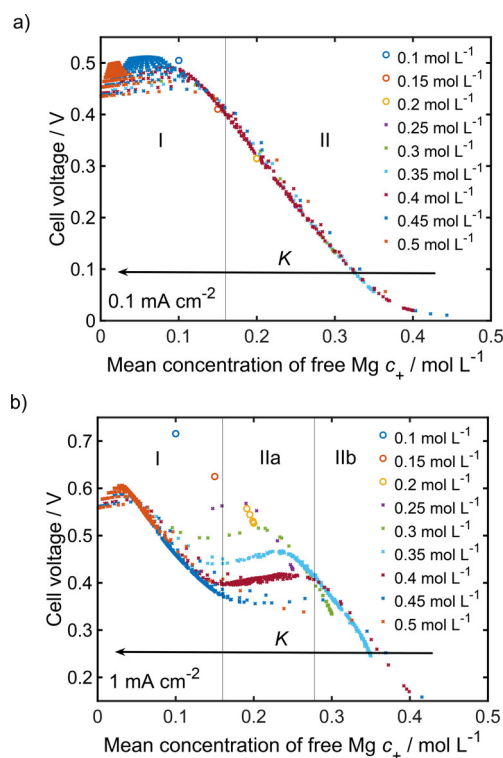 a)
Cell voltage / V
0.5
0.4
0.3
0.2
0.1
0
I
II
0.1 mol L⁻¹
0.15 mol L⁻¹
0.2 mol L⁻¹
0.25 mol L⁻¹
0.3 mol L⁻¹
0.35 mol L⁻¹
0.4 mol L⁻¹
0.45 mol L⁻¹
0.5 mol L⁻¹
K
0.1 mA cm⁻²
0 0.1 0.2 0.3 0.4 0.5
Mean concentration of free Mg c₊ / mol L⁻¹
b)
Cell voltage / V
0.7
0.6
0.5
0.4
0.3
0.2
I
IIa
IIb
0.1 mol L⁻¹
0.15 mol L⁻¹
0.2 mol L⁻¹
0.25 mol L⁻¹
0.3 mol L⁻¹
0.35 mol L⁻¹
0.4 mol L⁻¹
0.45 mol L⁻¹
0.5 mol L⁻¹
K
1 mA cm⁻²
0 0.1 0.2 0.3 0.4 0.5
Mean concentration of free Mg c₊ / mol L⁻¹